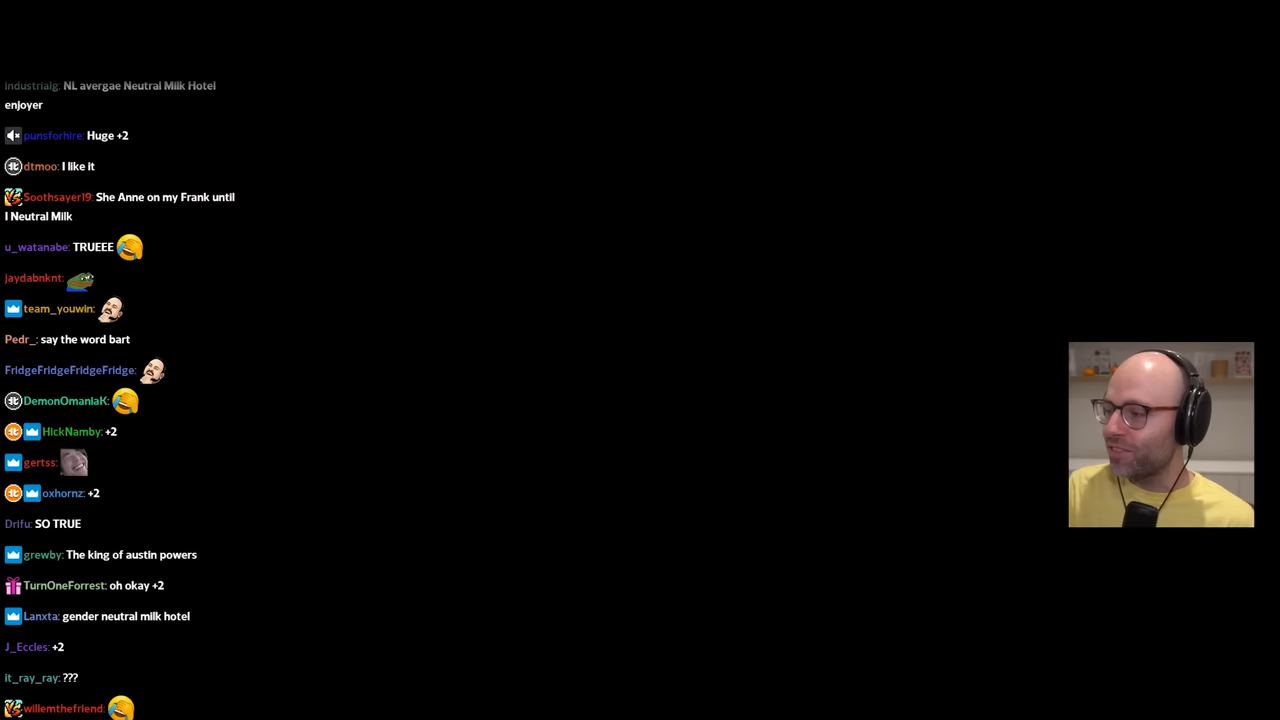 industrialg: NL avergae Neutral Milk Hotel
enjoyer
punsforhire: Huge +2
dtmoo: I like it
Soothsayer19: She Anne on my Frank until
I Neutral Milk
u_watanabe: TRUEEE
jaydabnknt:
team_youwin:
Pedr_: say the word bart
FridgeFridgeFridgeFridge:
DemonOmaniaK:
HickNamby: +2
gertss:
oxhornz: +2
Drifu: SO TRUE
grewby: The king of austin powers
TurnOneForrest: oh okay +2
Lanxta: gender neutral milk hotel
J_Eccles: +2
it_ray_ray: ???
willemthefriend: